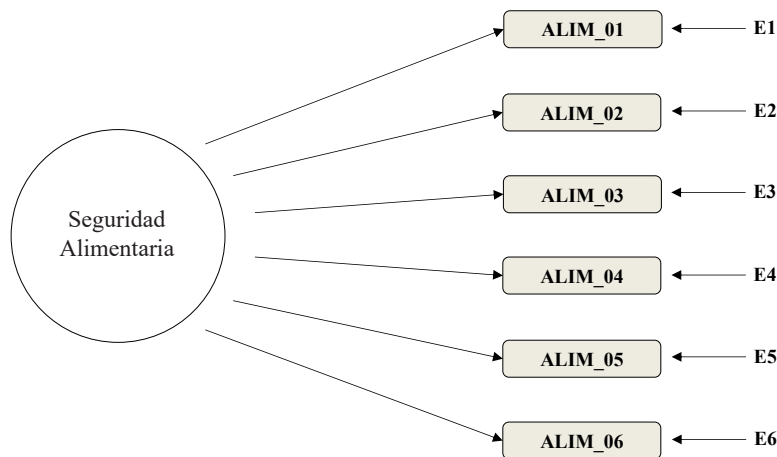 ALIM_01
E1
ALIM_02
E2
Seguridad
Alimentaria
ALIM_03
E3
ALIM_04
E4
ALIM_05
E5
ALIM_06
E6